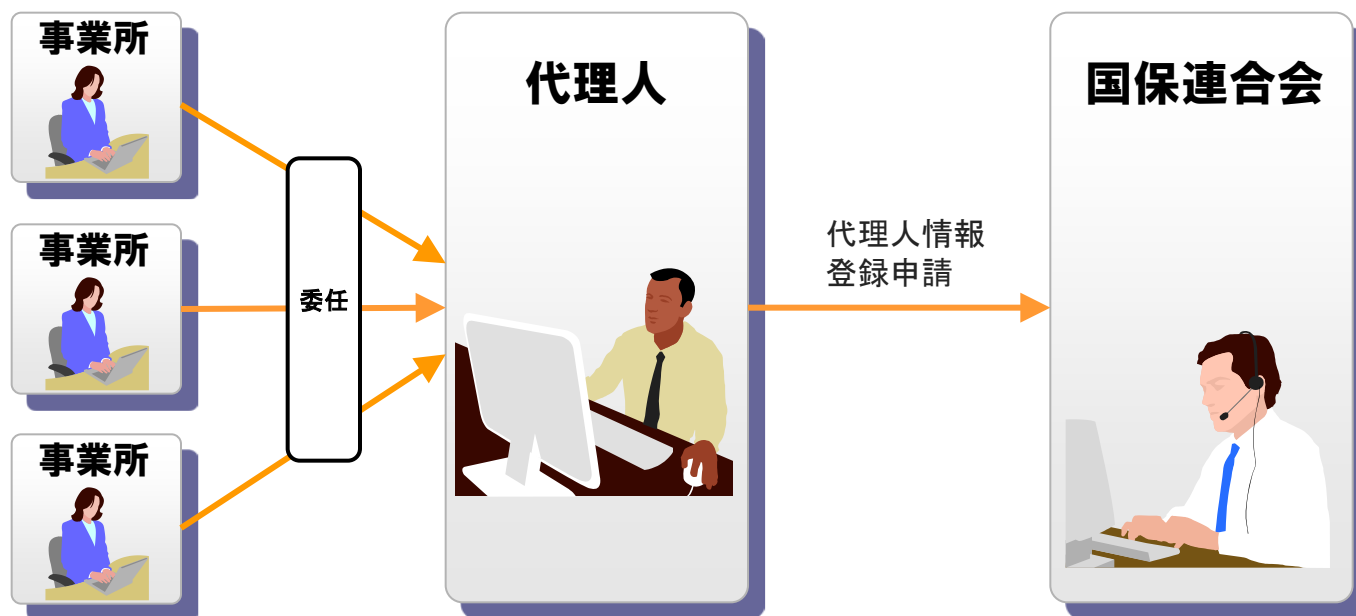 事業所
事業所
事業所
委任
代理人
代理人情報
登録申請
国保連合会